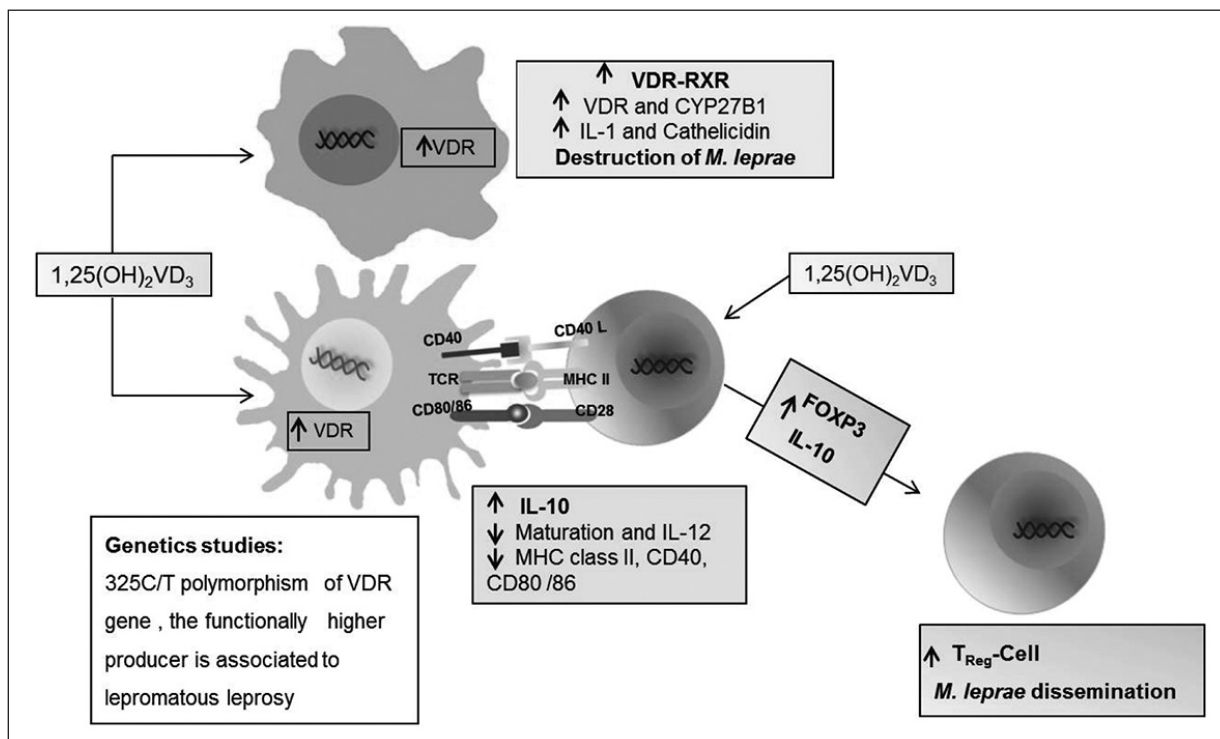 ↑ VDR-RXR
↑ VDR and CYP27B1
↑ IL-1 and Cathelicidin
Destruction of M. leprae
↑VDR
1,25(OH)₂VD₃
1,25(OH)₂VD₃
CD40
CD40 L
TCR
MHC II
CD80/86
CD28
↑ VDR
↑ FOXP3
IL-10
↑ IL-10
↓ Maturation and IL-12
↓ MHC class II, CD40,
CD80 /86
Genetics studies:
325C/T polymorphism of VDR
gene , the functionally higher
producer is associated to
lepromatous leprosy
↑ T_Reg-Cell
M. leprae dissemination